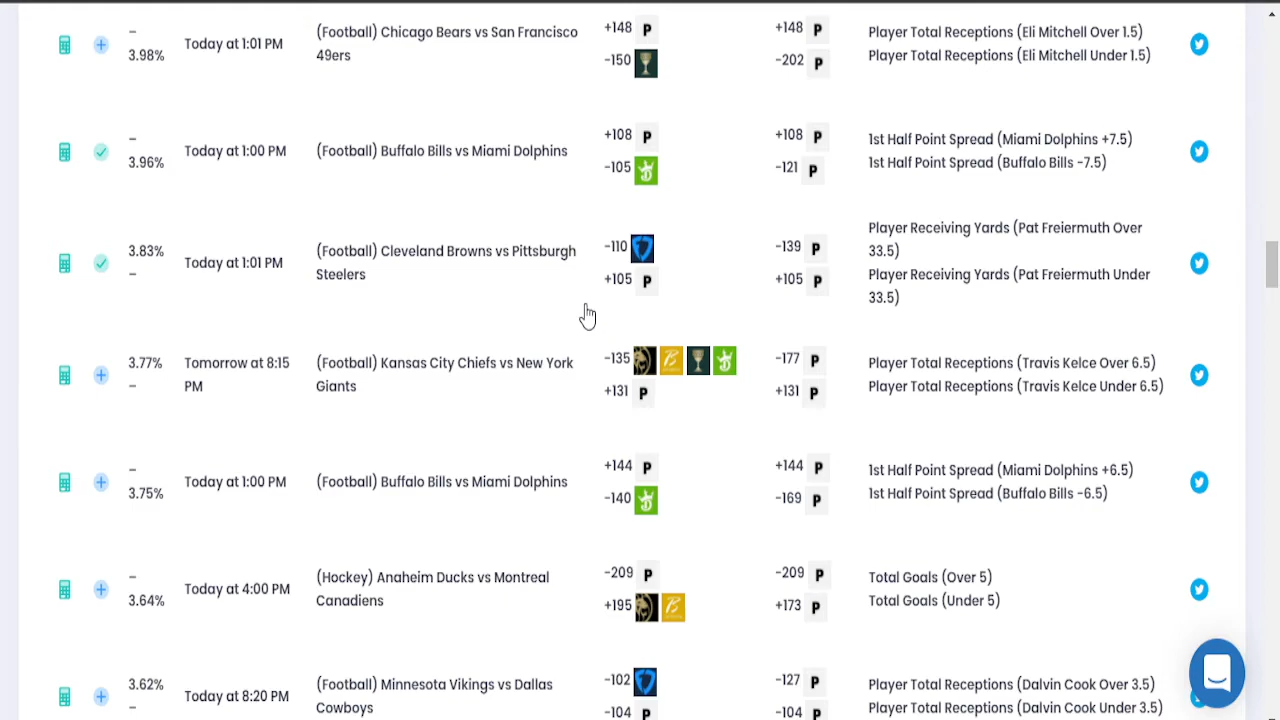 –
3.98%
Today at 1:01 PM
(Football) Chicago Bears vs San Francisco
49ers
+148 P
-150
+148 P
-202 P
Player Total Receptions (Eli Mitchell Over 1.5)
Player Total Receptions (Eli Mitchell Under 1.5)
–
3.96%
Today at 1:00 PM
(Football) Buffalo Bills vs Miami Dolphins
+108 P
-105
+108 P
-121 P
1st Half Point Spread (Miami Dolphins +7.5)
1st Half Point Spread (Buffalo Bills -7.5)
3.83%
–
Today at 1:01 PM
(Football) Cleveland Browns vs Pittsburgh
Steelers
-110
+105 P
-139 P
+105 P
Player Receiving Yards (Pat Freiermuth Over
33.5)
Player Receiving Yards (Pat Freiermuth Under
33.5)
3.77%
–
Tomorrow at 8:15
PM
(Football) Kansas City Chiefs vs New York
Giants
-135 B
+131 P
-177 P
+131 P
Player Total Receptions (Travis Kelce Over 6.5)
Player Total Receptions (Travis Kelce Under 6.5)
–
3.75%
Today at 1:00 PM
(Football) Buffalo Bills vs Miami Dolphins
+144 P
-140
+144 P
-169 P
1st Half Point Spread (Miami Dolphins +6.5)
1st Half Point Spread (Buffalo Bills -6.5)
–
3.64%
Today at 4:00 PM
(Hockey) Anaheim Ducks vs Montreal
Canadiens
-209 P
+195 B
-209 P
+173 P
Total Goals (Over 5)
Total Goals (Under 5)
3.62%
–
Today at 8:20 PM
(Football) Minnesota Vikings vs Dallas
Cowboys
-102
-104 P
-127 P
-104 P
Player Total Receptions (Dalvin Cook Over 3.5)
Player Total Receptions (Dalvin Cook Under 3.5)